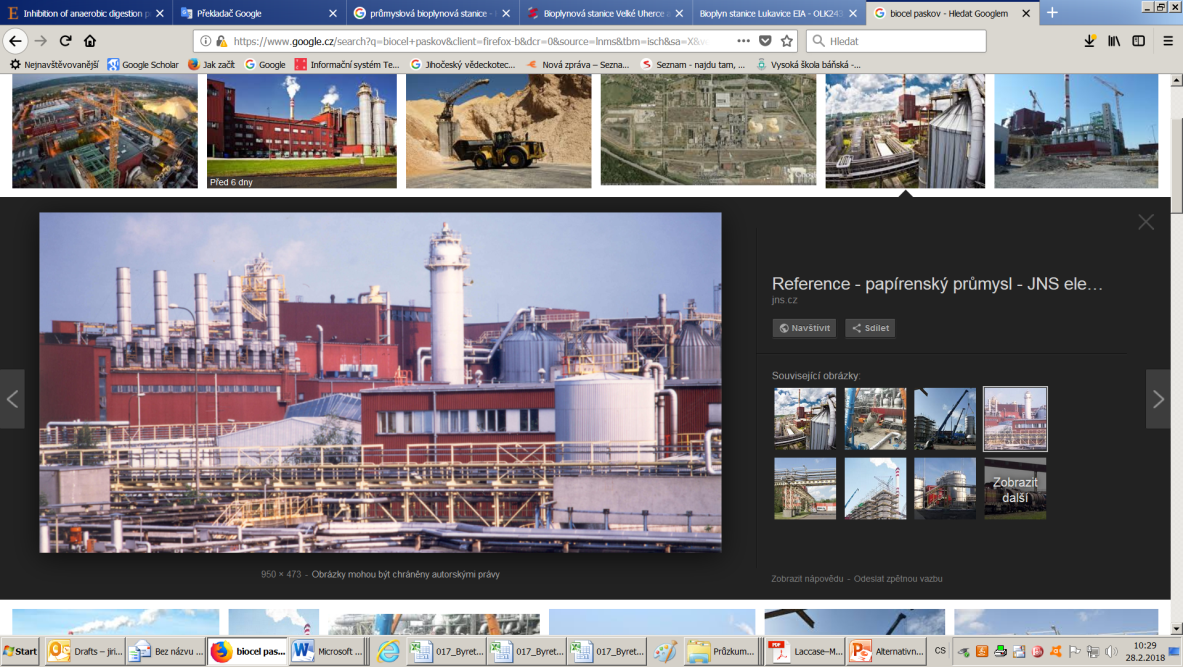 Inhibition of anaerobic digestion p
Překladač Google
průmyslová bioplynová stanice -
Bioplynová stanice Velké Uherce a
Bioplyn stanice Lukavice EIA - OLK243
biocel paskov - Hledat Googlem
https://www.google.cz/search?q=biocel+paskov&client=firefox-b&dcr=0&source=lnms&tbm=isch&sa=X&
Hledat
Nejnavštěvovanější
Google Scholar
Jak začít
Google
Informační systém Te...
Jihočeský vědeckotec...
Nová zpráva – Sezna...
Seznam - najdu tam, ...
Vysoká škola báňská -...
Před 6 dny
Reference - papírenský průmysl - JNS ele…
jns.cz
Navštívit
Sdílet
Související obrázky:
Zobrazit
další
950 × 473 - Obrázky mohou být chráněny autorskými právy
Zobrazit nápovědu - Odeslat zpětnou vazbu
Start
Drafts – jiri...
Bez názvu ...
biocel pas...
Microsoft ...
017_Byret...
017_Byret...
017_Byret...
Průzkum...
Laccase-M...
Alternativn...
CS
10:29
28.2.2018